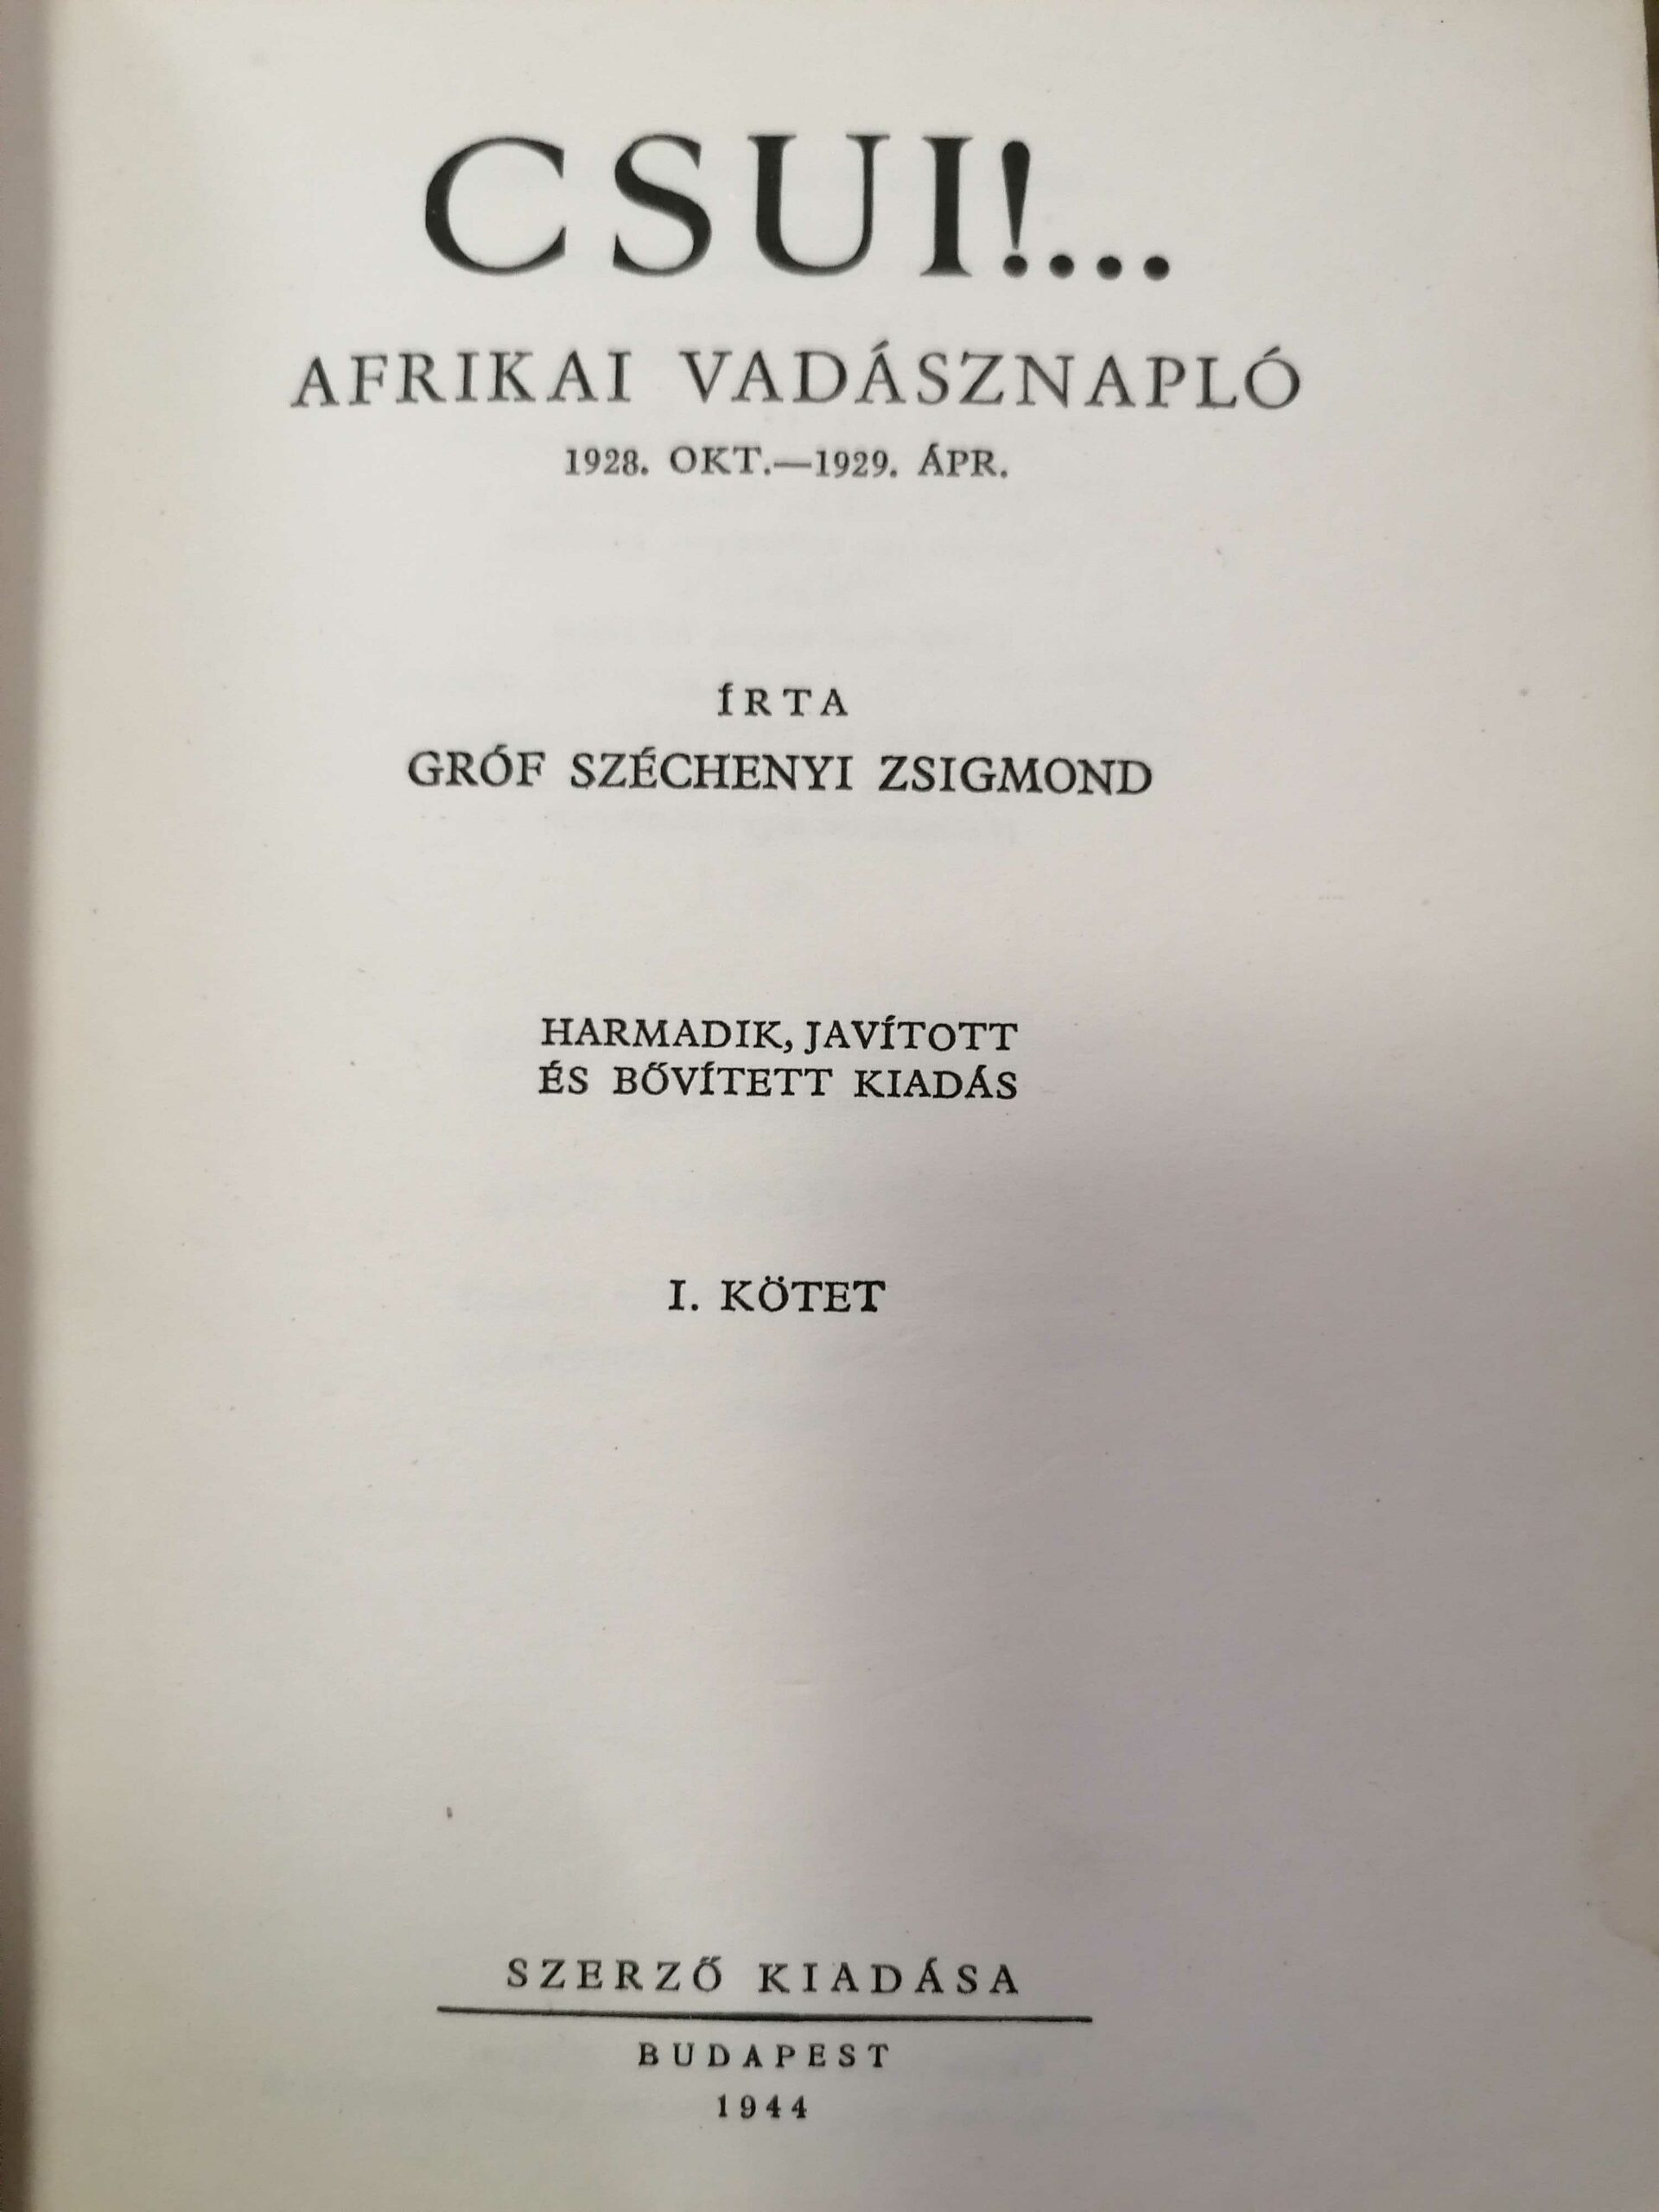 CSUI!...
AFRIKAI VADÁSZNAPLÓ
1928. OKT.—1929. ÁPR.
ÍRTA
GRÓF SZÉCHENYI ZSIGMOND
HARMADIK, JAVÍTOTT
ÉS BŐVÍTETT KIADÁS
I. KÖTET
SZERZŐ KIADÁSA
BUDAPEST
1944